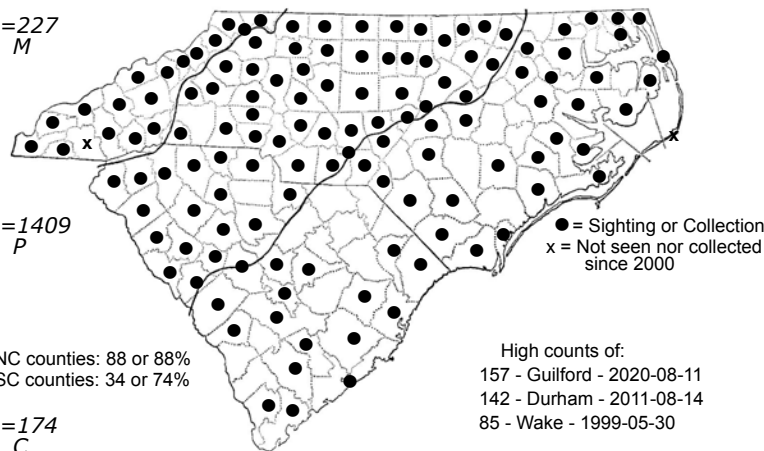 =227
M
=1409
P
● = Sighting or Collection
x = Not seen nor collected
since 2000
NC counties: 88 or 88%
SC counties: 34 or 74%
High counts of:
157 - Guilford - 2020-08-11
142 - Durham - 2011-08-14
85 - Wake - 1999-05-30
=174
C
x
x